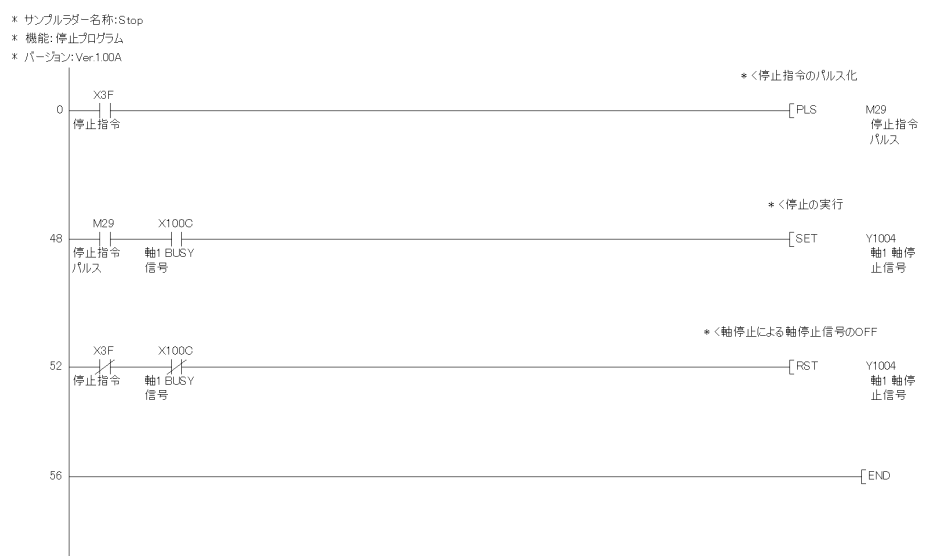 * サンプルラダー名称:Stop
* 機能:停止プログラム
* バージョン:Ver.1.00A
*<停止指令のパルス化
X3F
0
PLS M29
停止指令
停止指令
パルス
*<停止の実行
M29 X100C
48
SET Y1004
停止指令 軸1 BUSY 軸1 軸停
パルス 信号 止信号
*<軸停止による軸停止信号のOFF
X3F X100C
52
RST Y1004
停止指令 軸1 BUSY 軸1 軸停
信号 止信号
56 END